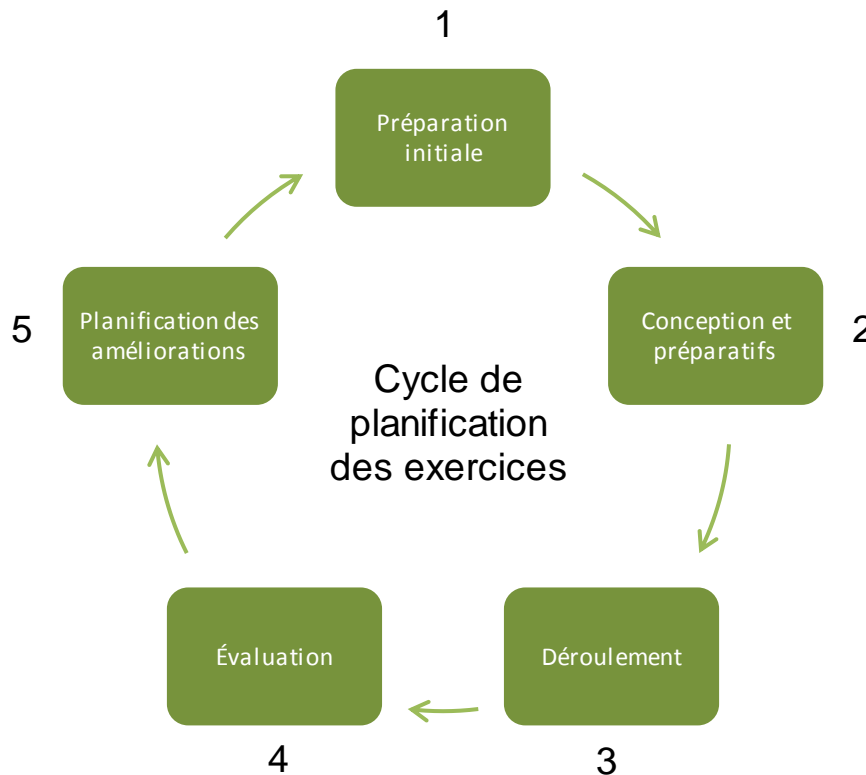 1
Préparation
initiale
5
Planification des
améliorations
Conception et
préparatifs
2
Cycle de
planification
des exercices
Évaluation
Déroulement
4
3